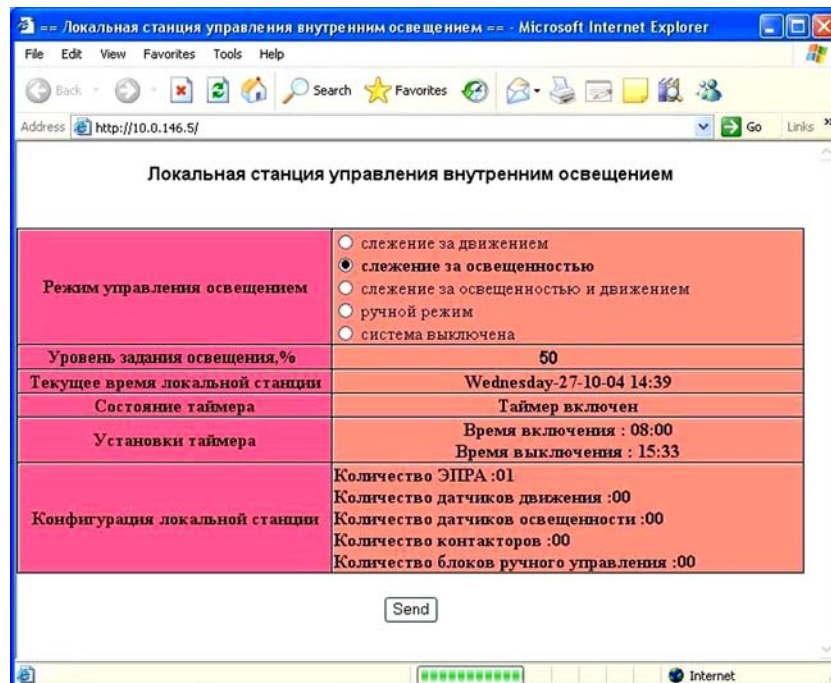 == Локальная станция управления внутренним освещением == - Microsoft Internet Explorer
File Edit View Favorites Tools Help
Back Search Favorites
Address http://10.0.146.5/ Go Links »
Локальная станция управления внутренним освещением
Режим управления освещением
слежение за движением
слежение за освещенностью
слежение за освещенностью и движением
ручной режим
система выключена
Уровень задания освещения,% 50
Текущее время локальной станции Wednesday-27-10-04 14:39
Состояние таймера Таймер включен
Установки таймера
Время включения : 08:00
Время выключения : 15:33
Конфигурация локальной станции
Количество ЭПРА :01
Количество датчиков движения :00
Количество датчиков освещенности :00
Количество контакторов :00
Количество блоков ручного управления :00
Send
Internet